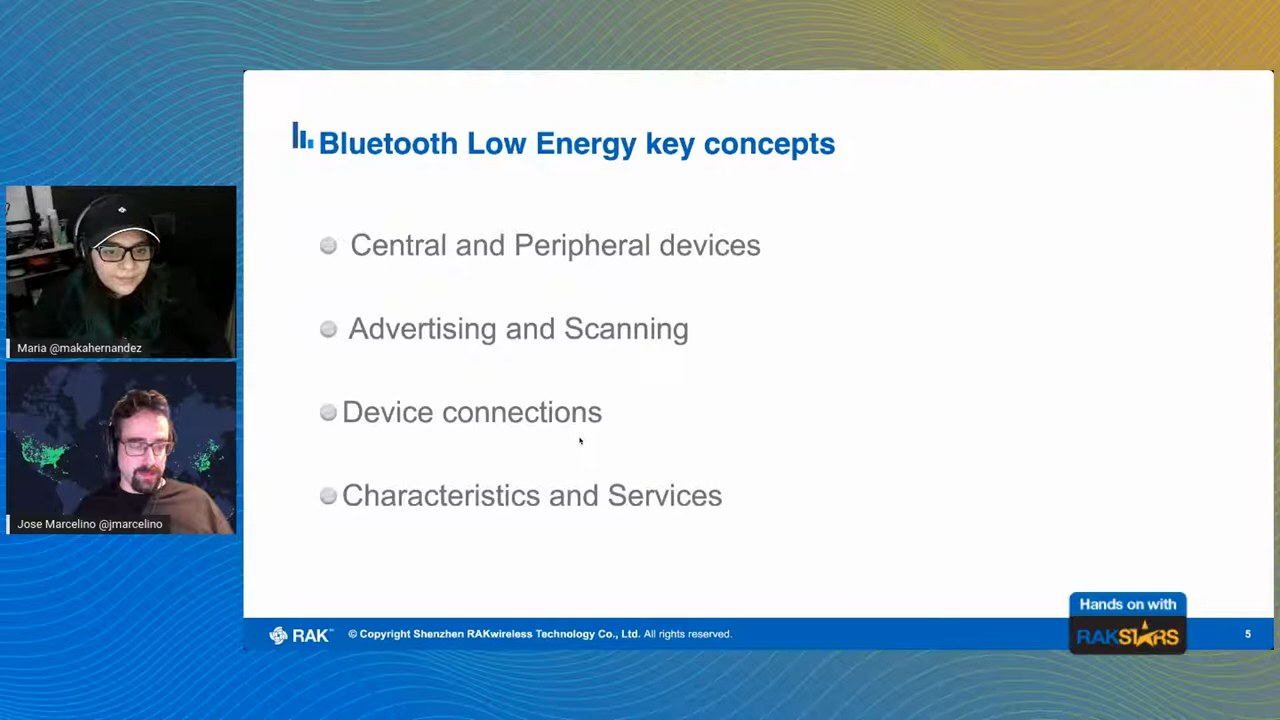 Bluetooth Low Energy key concepts
Central and Peripheral devices
Advertising and Scanning
Device connections
Characteristics and Services
Maria @makahernandez
Jose Marcelino @jmarcelino
RAK™ © Copyright Shenzhen RAKwireless Technology Co., Ltd. All rights reserved.
Hands on with
RAKSTARS
5